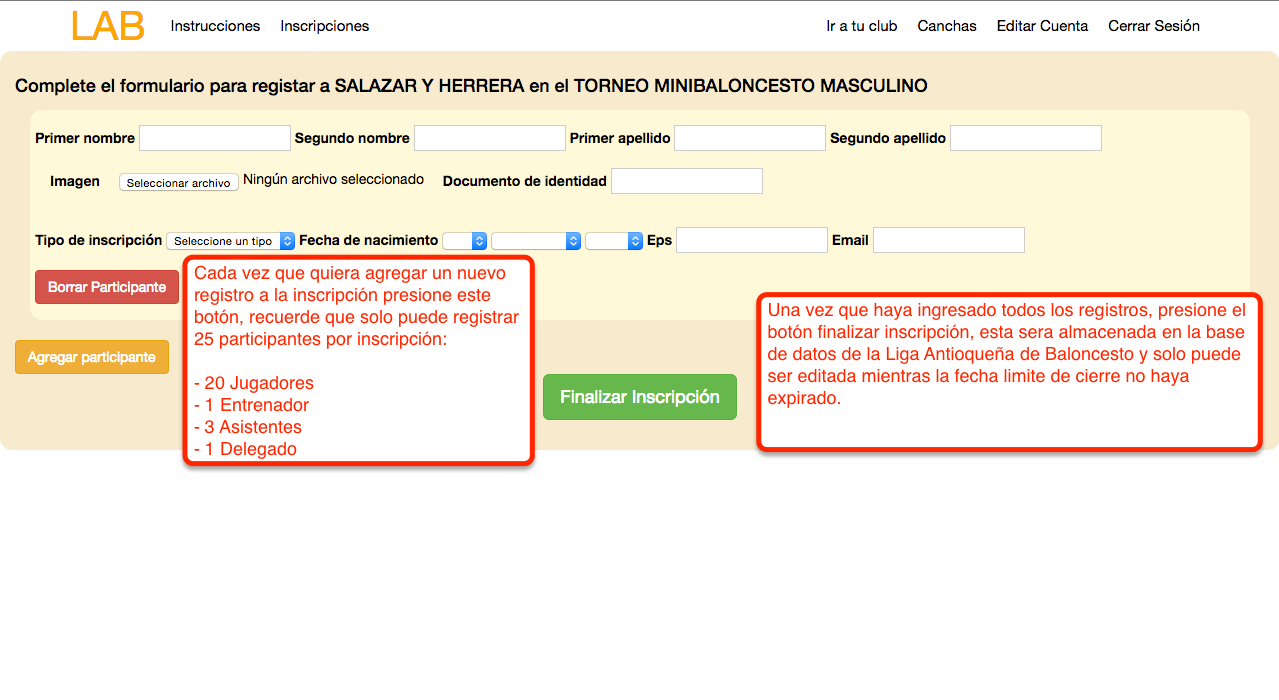 LAB Instrucciones Inscripciones Ir a tu club Canchas Editar Cuenta Cerrar Sesión
Complete el formulario para registar a SALAZAR Y HERRERA en el TORNEO MINIBALONCESTO MASCULINO
Primer nombre Segundo nombre Primer apellido Segundo apellido
Imagen Seleccionar archivo Ningún archivo seleccionado Documento de identidad
Tipo de inscripción Seleccione un tipo Fecha de nacimiento Eps Email
Borrar Participante
Cada vez que quiera agregar un nuevo
registro a la inscripción presione este
botón, recuerde que solo puede registrar
25 participantes por inscripción:
- 20 Jugadores
- 1 Entrenador
- 3 Asistentes
- 1 Delegado
Una vez que haya ingresado todos los registros, presione el
botón finalizar inscripción, esta sera almacenada en la base
de datos de la Liga Antioqueña de Baloncesto y solo puede
ser editada mientras la fecha limite de cierre no haya
expirado.
Agregar participante
Finalizar Inscripción